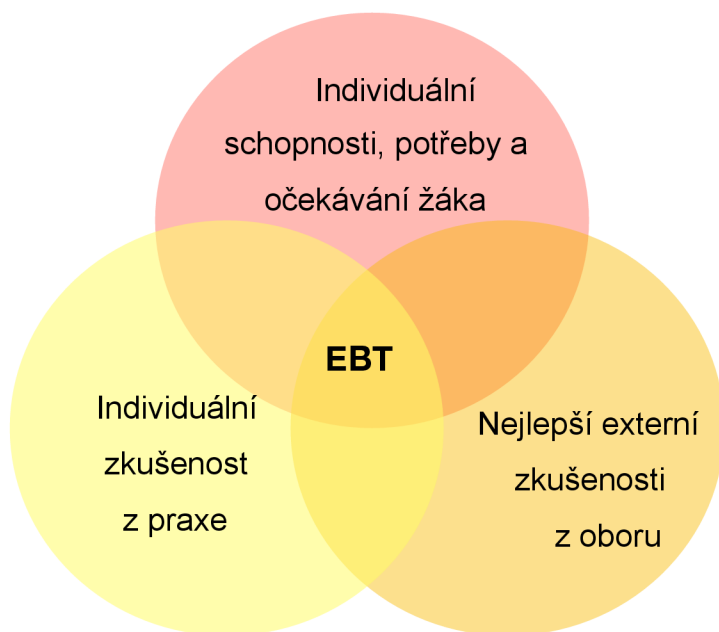 Individuální
schopnosti, potřeby a
očekávání žáka
EBT
Individuální
zkušenost
z praxe
Nejlepší externí
zkušenosti
z oboru